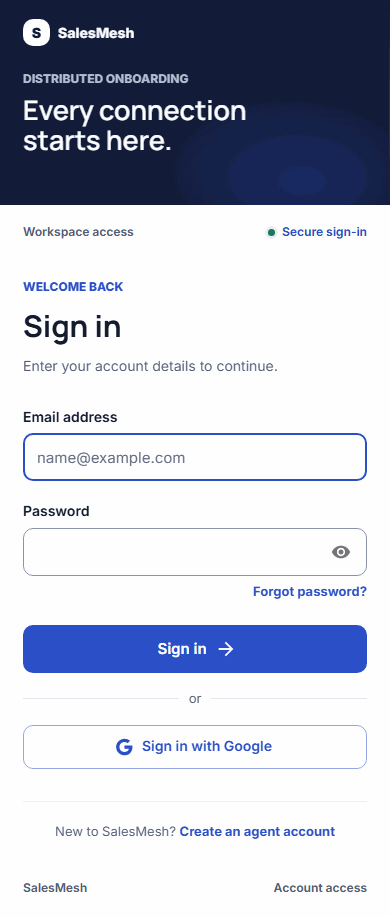 S SalesMesh
DISTRIBUTED ONBOARDING
Every connection
starts here.
Workspace access
Secure sign-in
WELCOME BACK
Sign in
Enter your account details to continue.
Email address
name@example.com
Password
Forgot password?
Sign in
or
Sign in with Google
New to SalesMesh? Create an agent account
SalesMesh
Account access